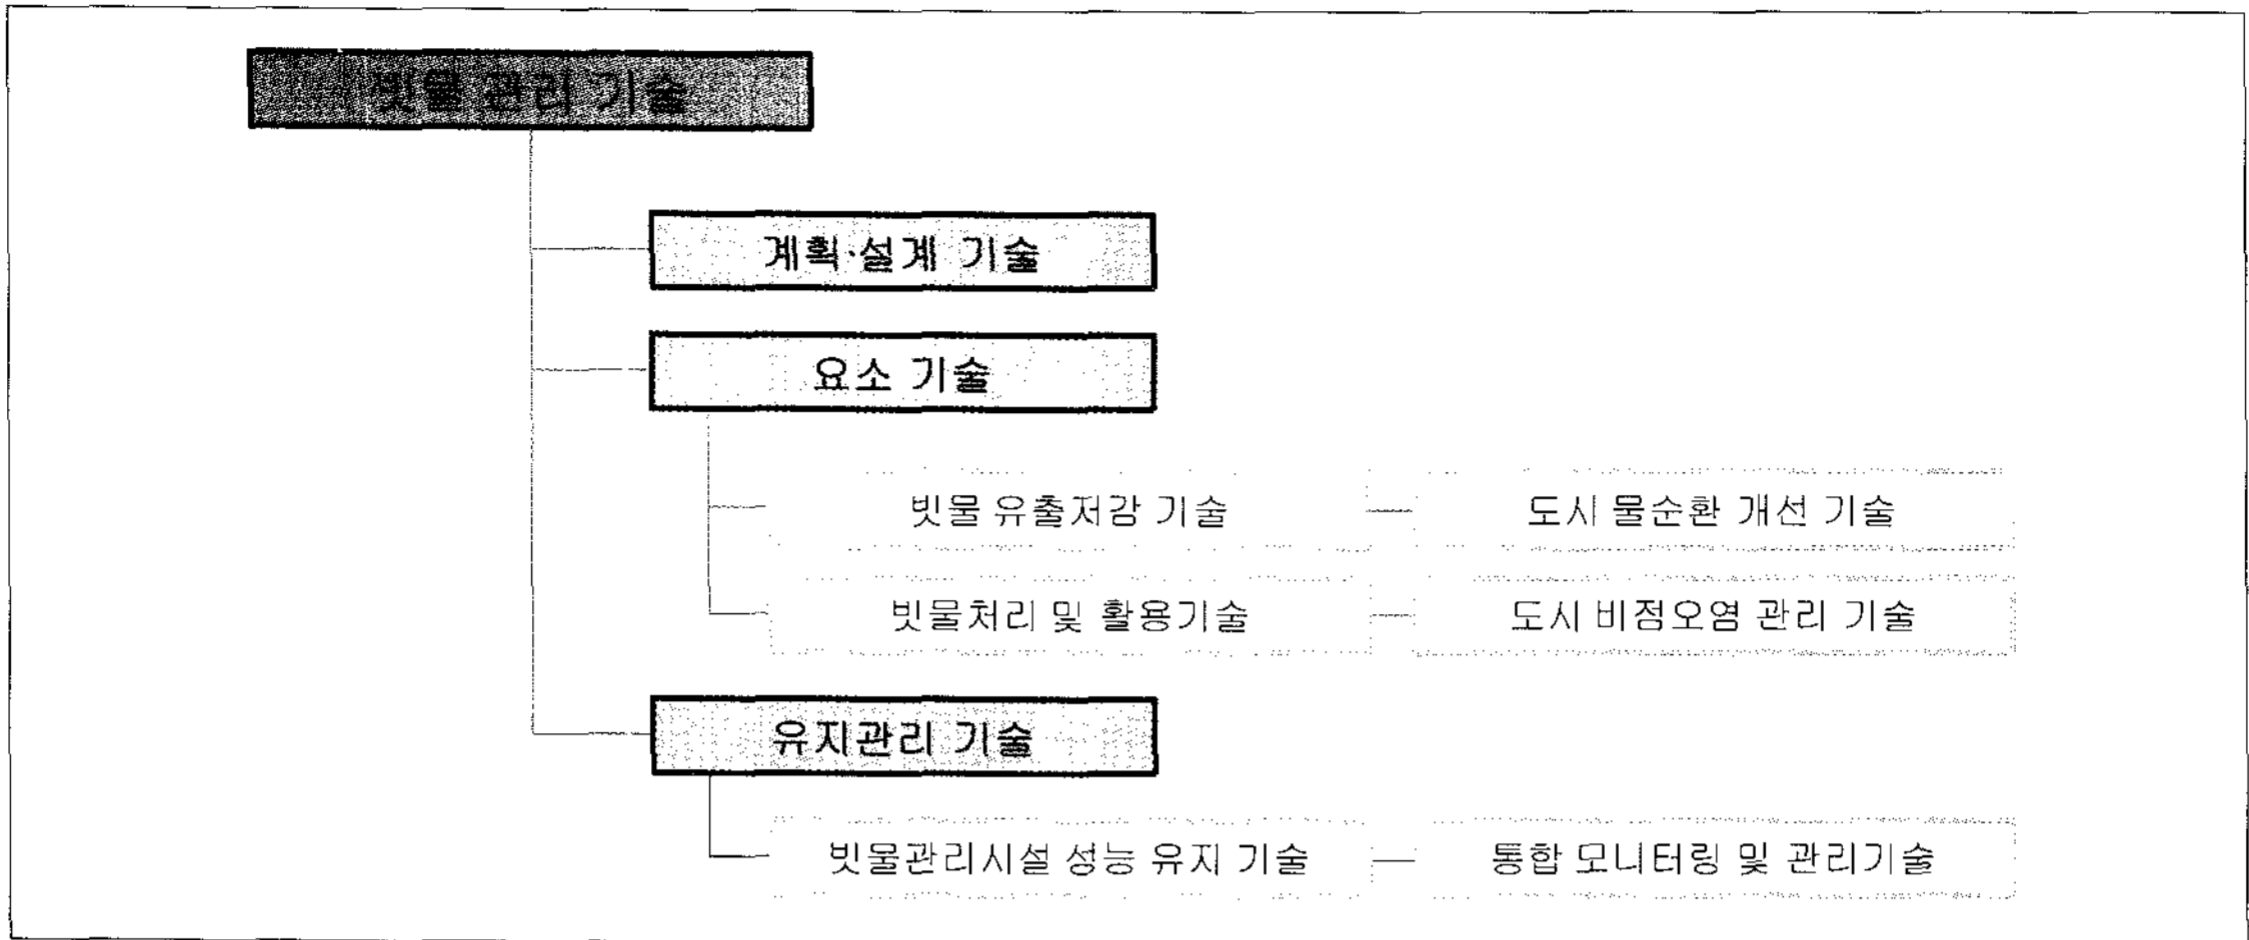 빗물 관리 기술
계획·설계 기술
요소 기술
빗물 유출저감 기술
도시 물순환 개선 기술
빗물처리 및 활용기술
도시 비점오염 관리 기술
유지관리 기술
빗물관리시설 성능 유지 기술
통합 모니터링 및 관리기술